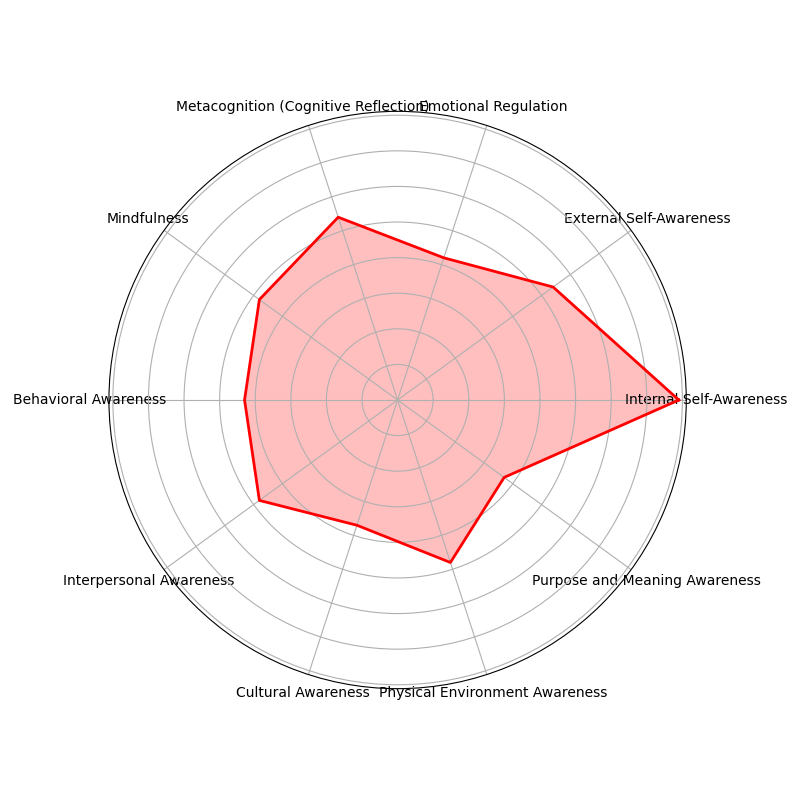 Metacognition (Cognitive Reflection)
Emotional Regulation
Mindfulness
External Self-Awareness
Behavioral Awareness
Internal Self-Awareness
Interpersonal Awareness
Purpose and Meaning Awareness
Cultural Awareness
Physical Environment Awareness